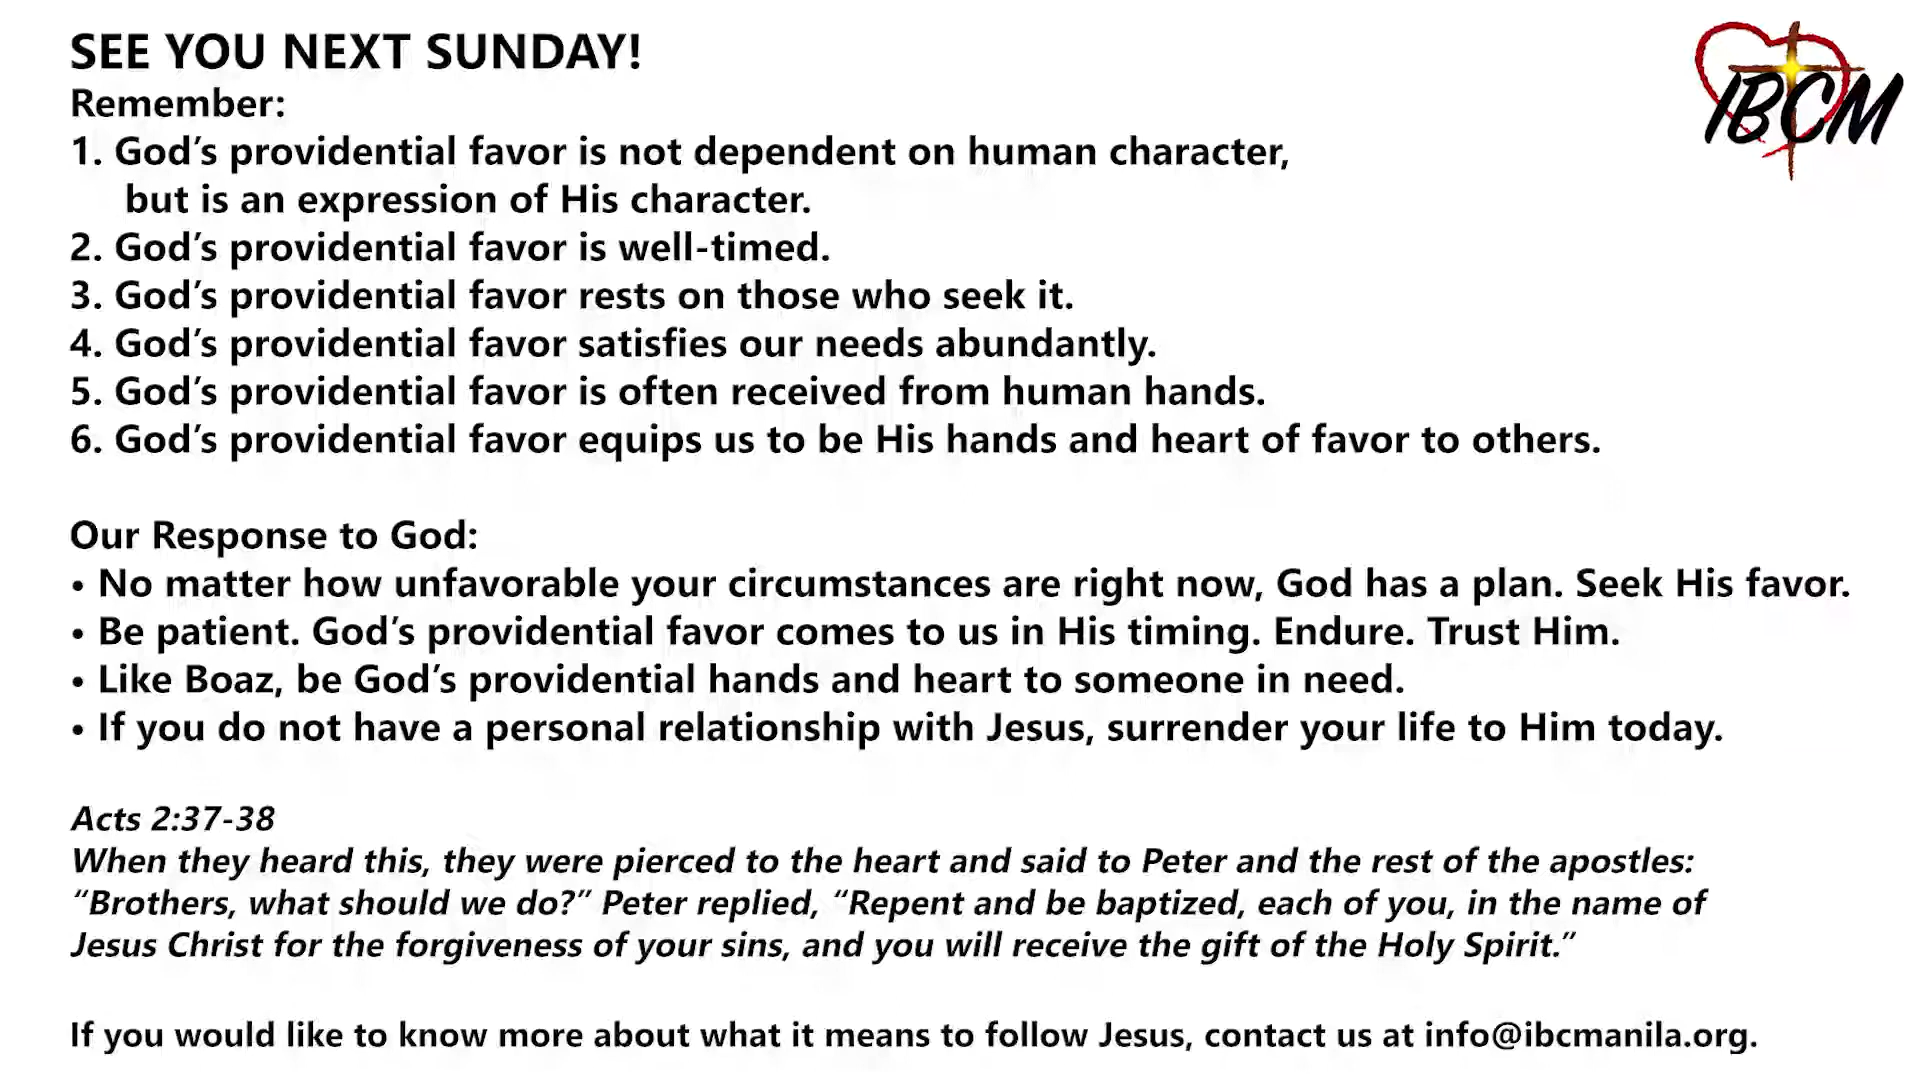 SEE YOU NEXT SUNDAY!
IBCM
Remember:
1. God’s providential favor is not dependent on human character,
but is an expression of His character.
2. God’s providential favor is well-timed.
3. God’s providential favor rests on those who seek it.
4. God’s providential favor satisfies our needs abundantly.
5. God’s providential favor is often received from human hands.
6. God’s providential favor equips us to be His hands and heart of favor to others.
Our Response to God:
• No matter how unfavorable your circumstances are right now, God has a plan. Seek His favor.
• Be patient. God’s providential favor comes to us in His timing. Endure. Trust Him.
• Like Boaz, be God’s providential hands and heart to someone in need.
• If you do not have a personal relationship with Jesus, surrender your life to Him today.
Acts 2:37-38
When they heard this, they were pierced to the heart and said to Peter and the rest of the apostles:
“Brothers, what should we do?” Peter replied, “Repent and be baptized, each of you, in the name of
Jesus Christ for the forgiveness of your sins, and you will receive the gift of the Holy Spirit.”
If you would like to know more about what it means to follow Jesus, contact us at info@ibcmanila.org.